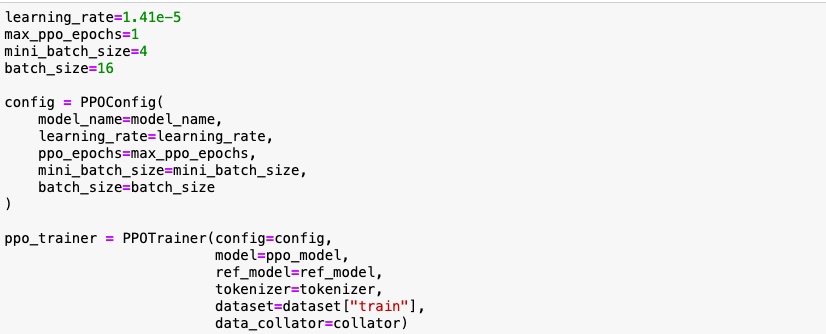 learning_rate=1.41e-5
max_ppo_epochs=1
mini_batch_size=4
batch_size=16

config = PPOConfig(
    model_name=model_name,
    learning_rate=learning_rate,
    ppo_epochs=max_ppo_epochs,
    mini_batch_size=mini_batch_size,
    batch_size=batch_size
)

ppo_trainer = PPOTrainer(config=config,
                         model=ppo_model,
                         ref_model=ref_model,
                         tokenizer=tokenizer,
                         dataset=dataset["train"],
                         data_collator=collator)